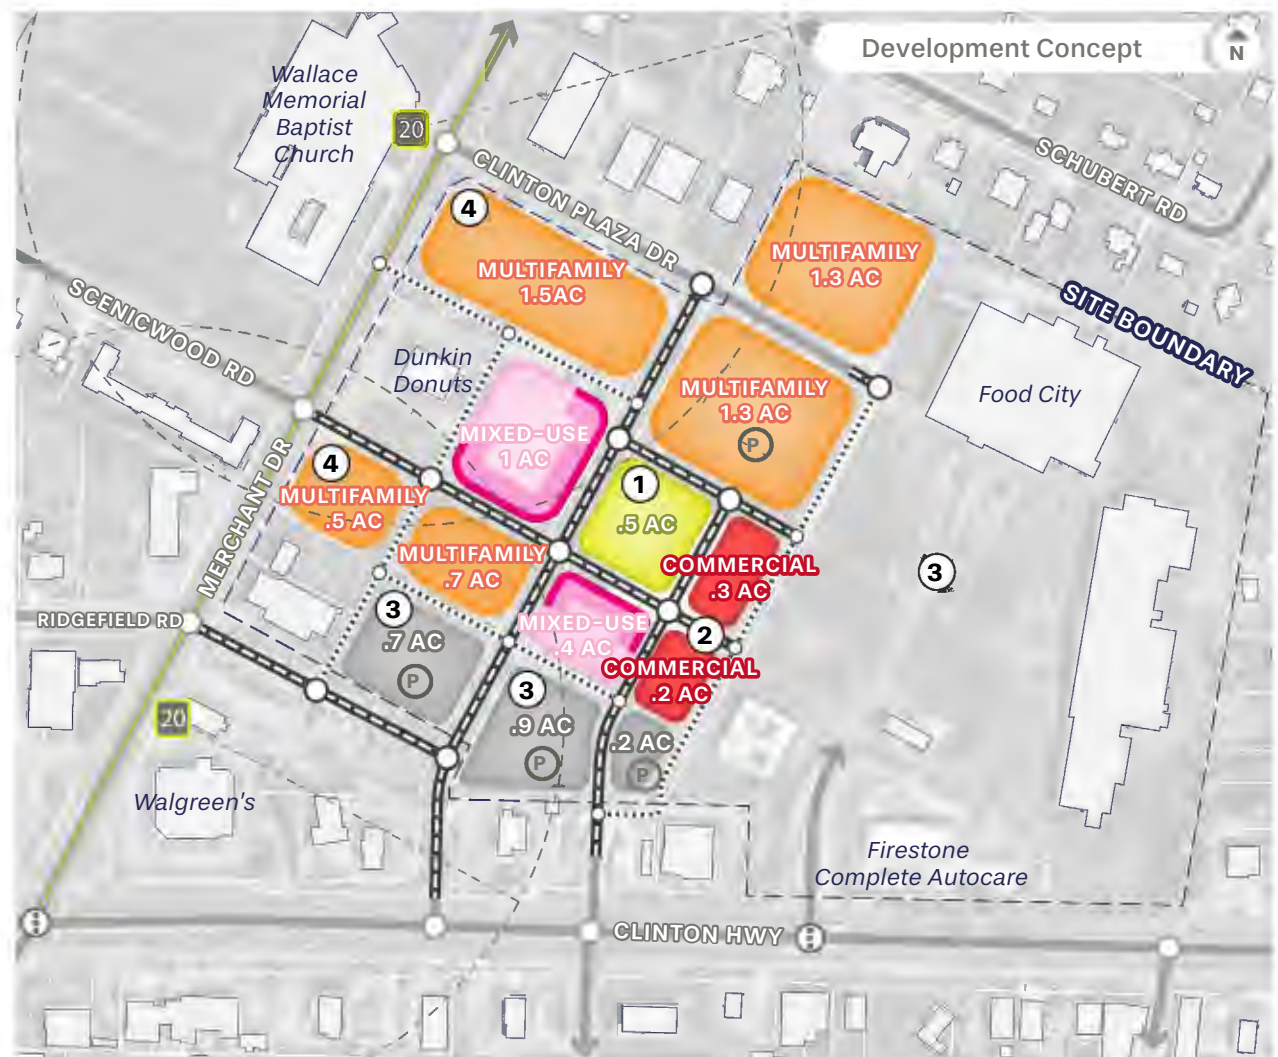 Development Concept
N
Wallace
Memorial
Baptist
Church
20
CLINTON PLAZA DR
SCHUBERT RD
4
MULTIFAMILY
1.5AC
MULTIFAMILY
1.3 AC
SITE BOUNDARY
SCENICWOOD RD
Dunkin
Donuts
MULTIFAMILY
1.3 AC
P
Food City
MIXED-USE
1 AC
MERCHANT DR
4
MULTIFAMILY
.5 AC
1
.5 AC
MULTIFAMILY
.7 AC
COMMERCIAL
.3 AC
3
RIDGEFIELD RD
3
.7 AC
P
MIXED-USE
.4 AC
2
COMMERCIAL
.2 AC
3
.9 AC
P
.2 AC
P
20
Walgreen's
Firestone
Complete Autocare
CLINTON HWY